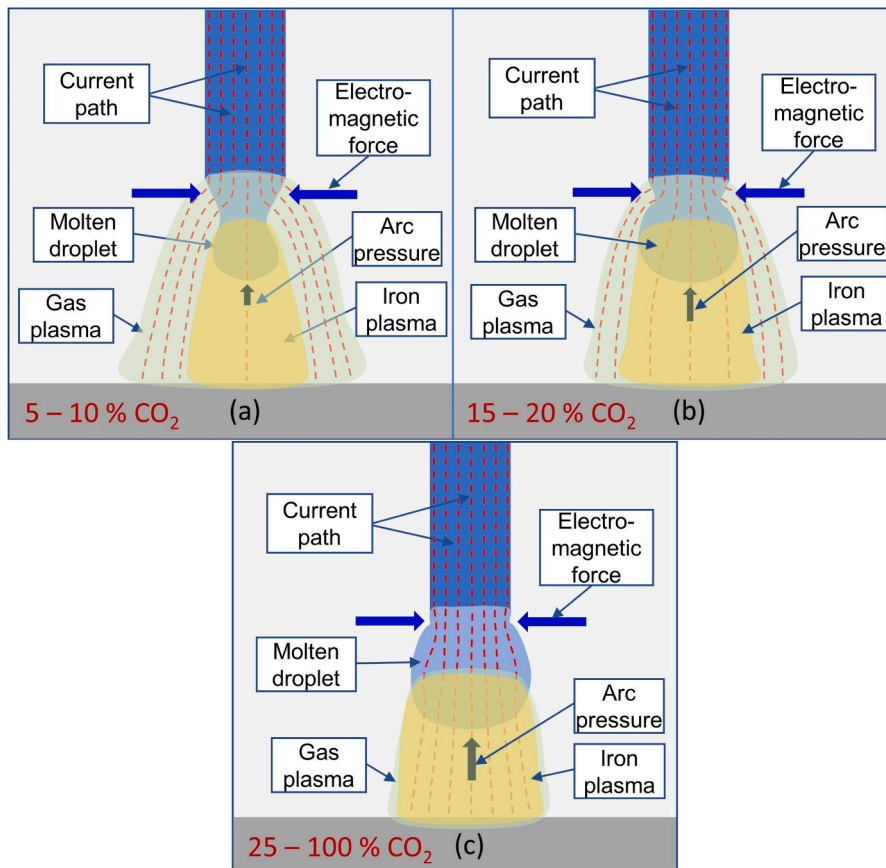 Current
path
Electro-
magnetic
force
Molten
droplet
Arc
pressure
Gas
plasma
Iron
plasma
5 – 10 % CO₂ (a)
Current
path
Electro-
magnetic
force
Molten
droplet
Arc
pressure
Gas
plasma
Iron
plasma
15 – 20 % CO₂ (b)
Current
path
Electro-
magnetic
force
Molten
droplet
Arc
pressure
Gas
plasma
Iron
plasma
25 – 100 % CO₂ (c)